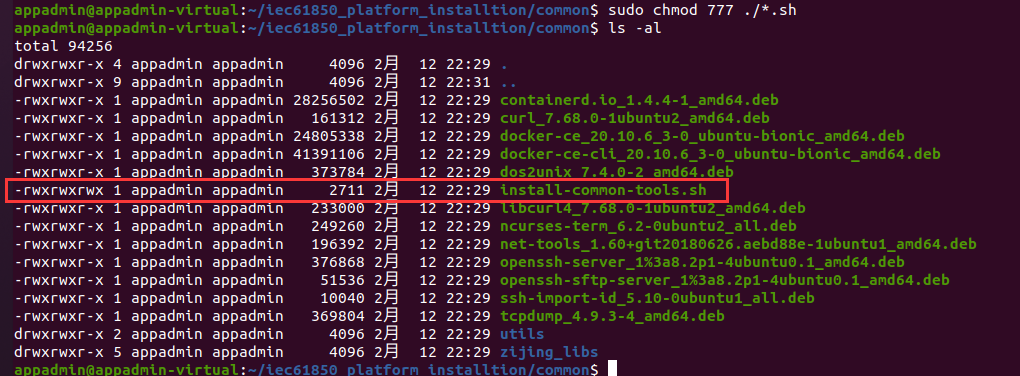 appadmin@appadmin-virtual:~/iec61850_platform_installtion/common$ sudo chmod 777 ./*.sh
appadmin@appadmin-virtual:~/iec61850_platform_installtion/common$ ls -al
total 94256
drwxrwxr-x 4 appadmin appadmin 4096 2月 12 22:29 .
drwxrwxr-x 9 appadmin appadmin 4096 2月 12 22:31 ..
-rwxrwxr-x 1 appadmin appadmin 28256502 2月 12 22:29 containerd.io_1.4.4-1_amd64.deb
-rwxrwxr-x 1 appadmin appadmin 161312 2月 12 22:29 curl_7.68.0-1ubuntu2_amd64.deb
-rwxrwxr-x 1 appadmin appadmin 24805338 2月 12 22:29 docker-ce_20.10.6_3-0_ubuntu-bionic_amd64.deb
-rwxrwxr-x 1 appadmin appadmin 41391106 2月 12 22:29 docker-ce-cli_20.10.6_3-0_ubuntu-bionic_amd64.deb
-rwxrwxr-x 1 appadmin appadmin 373784 2月 12 22:29 dos2unix_7.4.0-2_amd64.deb
-rwxrwxrwx 1 appadmin appadmin 2711 2月 12 22:29 install-common-tools.sh
-rwxrwxr-x 1 appadmin appadmin 233000 2月 12 22:29 libcurl4_7.68.0-1ubuntu2_amd64.deb
-rwxrwxr-x 1 appadmin appadmin 249260 2月 12 22:29 ncurses-term_6.2-0ubuntu2_all.deb
-rwxrwxr-x 1 appadmin appadmin 196392 2月 12 22:29 net-tools_1.60+git20180626.aebd88e-1ubuntu1_amd64.deb
-rwxrwxr-x 1 appadmin appadmin 376868 2月 12 22:29 openssh-server_1%3a8.2p1-4ubuntu0.1_amd64.deb
-rwxrwxr-x 1 appadmin appadmin 51536 2月 12 22:29 openssh-sftp-server_1%3a8.2p1-4ubuntu0.1_amd64.deb
-rwxrwxr-x 1 appadmin appadmin 10040 2月 12 22:29 ssh-import-id_5.10-0ubuntu1_all.deb
-rwxrwxr-x 1 appadmin appadmin 369804 2月 12 22:29 tcpdump_4.9.3-4_amd64.deb
drwxrwxr-x 2 appadmin appadmin 4096 2月 12 22:29 utils
drwxrwxr-x 5 appadmin appadmin 4096 2月 12 22:29 zijing_libs
appadmin@appadmin-virtual:~/iec61850_platform_installtion/common$